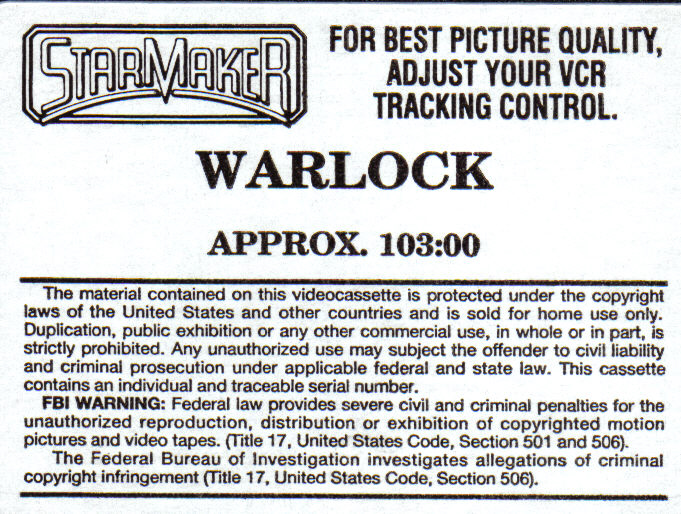 STARMAKER
FOR BEST PICTURE QUALITY,
ADJUST YOUR VCR
TRACKING CONTROL.
WARLOCK
APPROX. 103:00
The material contained on this videocassette is protected under the copyright
laws of the United States and other countries and is sold for home use only.
Duplication, public exhibition or any other commercial use, in whole or in part, is
strictly prohibited. Any unauthorized use may subject the offender to civil liability
and criminal prosecution under applicable federal and state law. This cassette
contains an individual and traceable serial number.
FBI WARNING: Federal law provides severe civil and criminal penalties for the
unauthorized reproduction, distribution or exhibition of copyrighted motion
pictures and video tapes. (Title 17, United States Code, Section 501 and 506).
The Federal Bureau of Investigation investigates allegations of criminal
copyright infringement (Title 17, United States Code, Section 506).